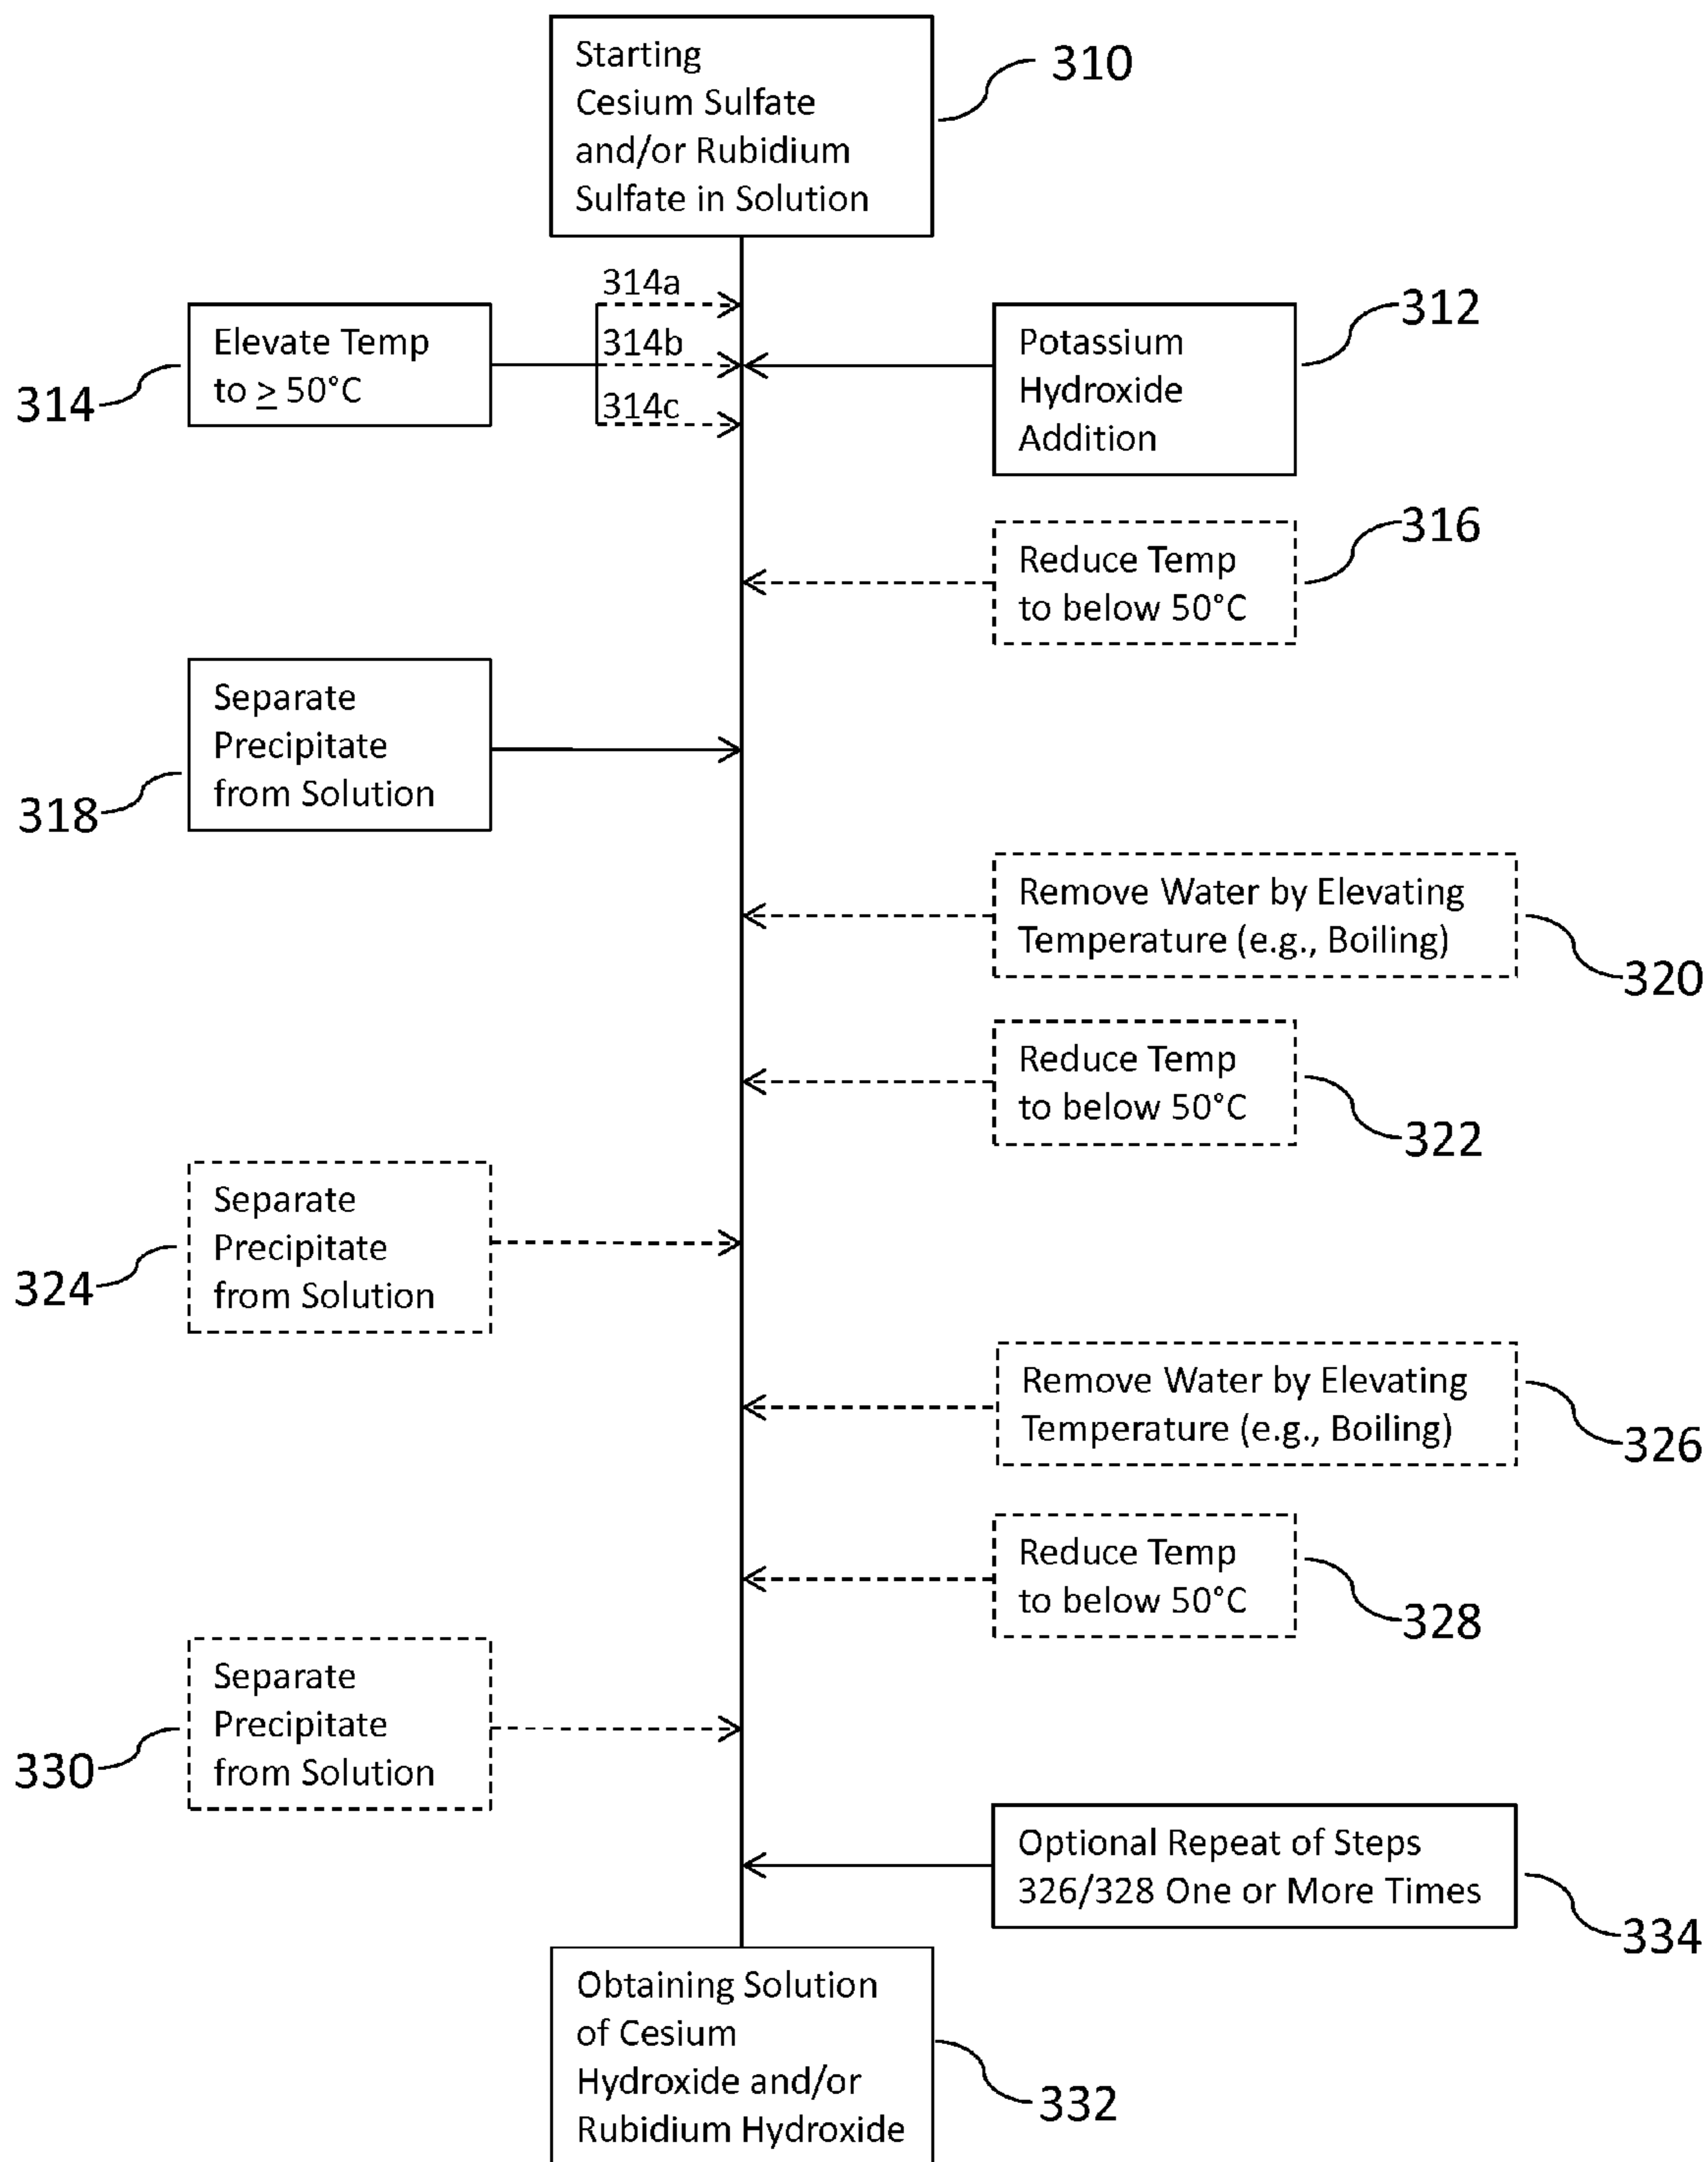 Starting
Cesium Sulfate
and/or Rubidium
Sulfate in Solution
310
314a
314b
314c
Elevate Temp
to ≥ 50°C
314
Potassium
Hydroxide
Addition
312
Reduce Temp
to below 50°C
316
Separate
Precipitate
from Solution
318
Remove Water by Elevating
Temperature (e.g., Boiling)
320
Reduce Temp
to below 50°C
322
Separate
Precipitate
from Solution
324
Remove Water by Elevating
Temperature (e.g., Boiling)
326
Reduce Temp
to below 50°C
328
Separate
Precipitate
from Solution
330
Optional Repeat of Steps
326/328 One or More Times
334
Obtaining Solution
of Cesium
Hydroxide and/or
Rubidium Hydroxide
332